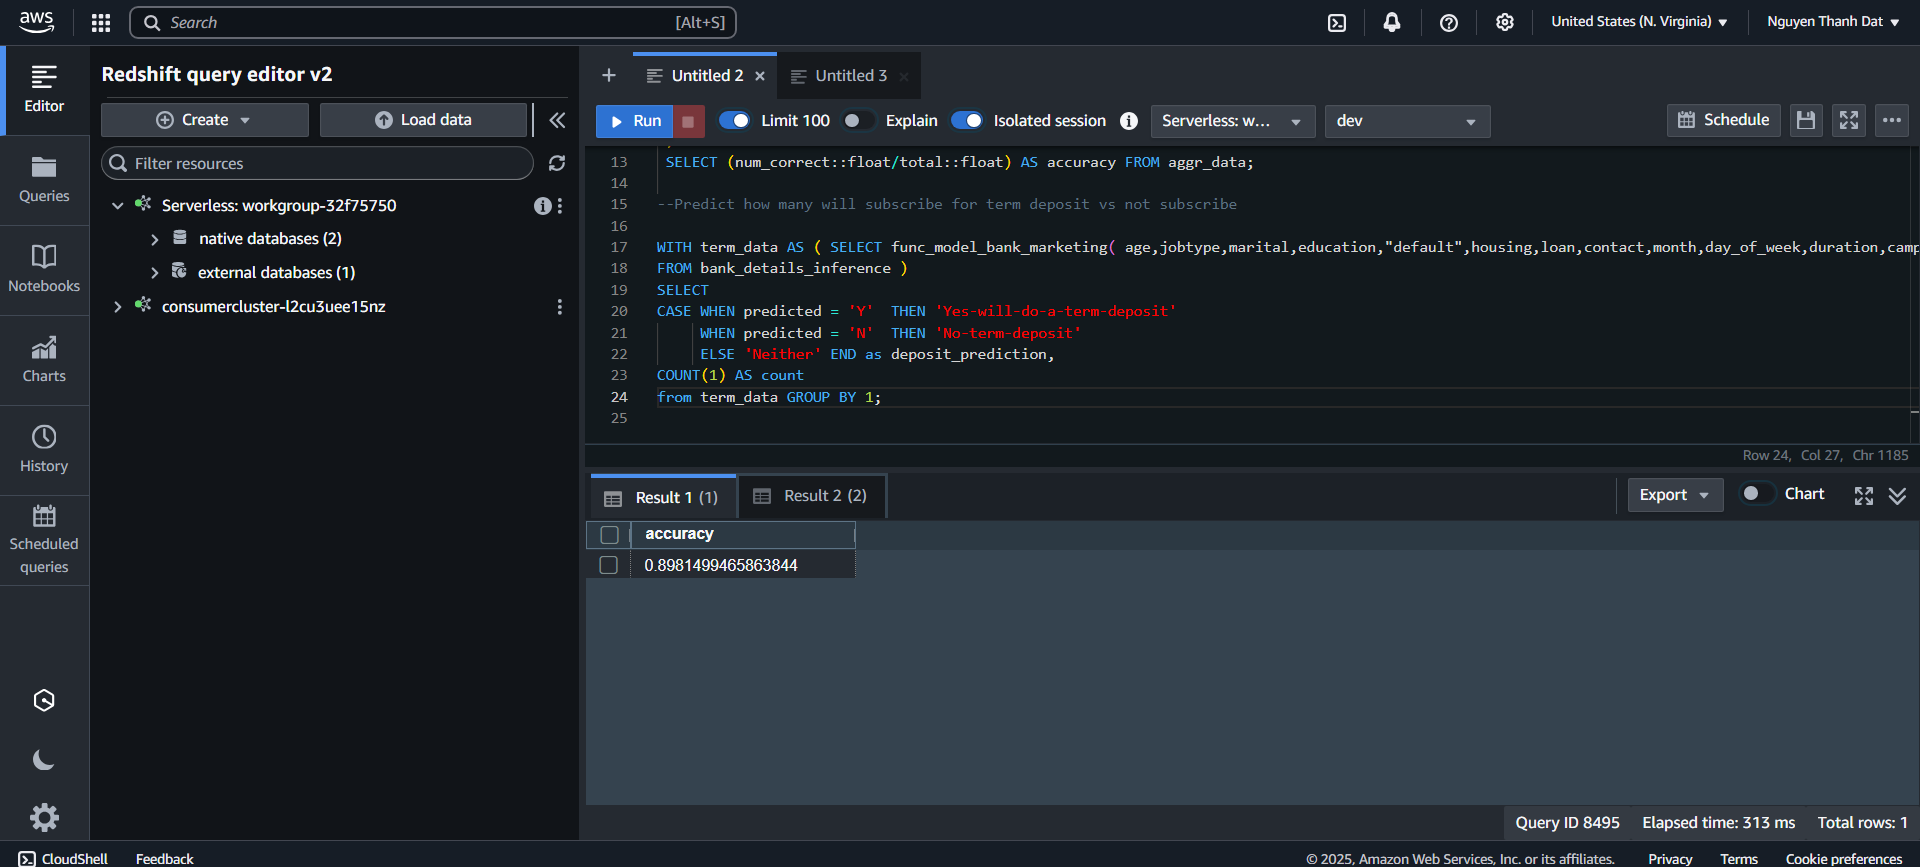 aws
Search [Alt+S]
United States (N. Virginia)
Nguyen Thanh Dat
Editor
Queries
Notebooks
Charts
History
Scheduled queries
Redshift query editor v2
Create
Load data
Filter resources
Serverless: workgroup-32f75750
native databases (2)
external databases (1)
consumercluster-l2cu3uee15nz
Untitled 2
Untitled 3
Run
Limit 100
Explain
Isolated session
Serverless: w...
dev
Schedule
13 SELECT (num_correct::float/total::float) AS accuracy FROM aggr_data;
14
15 --Predict how many will subscribe for term deposit vs not subscribe
16
17 WITH term_data AS ( SELECT func_model_bank_marketing( age,jobtype,marital,education,"default",housing,loan,contact,month,day_of_week,duration,camp
18 FROM bank_details_inference )
19 SELECT
20 CASE WHEN predicted = 'Y'  THEN 'Yes-will-do-a-term-deposit'
21 WHEN predicted = 'N'  THEN 'No-term-deposit'
22 ELSE 'Neither' END as deposit_prediction,
23 COUNT(1) AS count
24 from term_data GROUP BY 1;
25
Row 24, Col 27, Chr 1185
Result 1 (1)
Result 2 (2)
Export
Chart
accuracy
0.8981499465863844
Query ID 8495 Elapsed time: 313 ms Total rows: 1
CloudShell Feedback
© 2025, Amazon Web Services, Inc. or its affiliates. Privacy Terms Cookie preferences